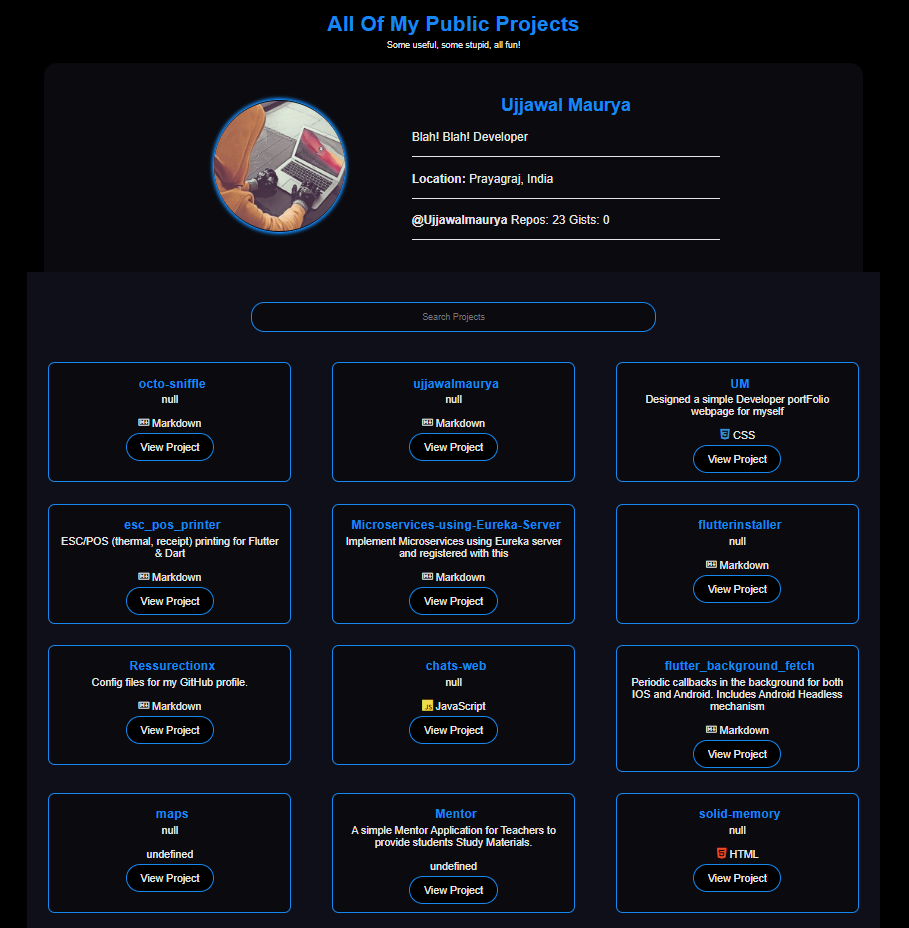 All Of My Public Projects
Some useful, some stupid, all fun!
Ujjawal Maurya
Blah! Blah! Developer
Location: Prayagraj, India
@Ujjawalmaurya Repos: 23 Gists: 0
Search Projects
octo-sniffle
null
Markdown
View Project
ujjawalmaurya
null
Markdown
View Project
UM
Designed a simple Developer portFolio
webpage for myself
CSS
View Project
esc_pos_printer
ESC/POS (thermal, receipt) printing for Flutter
& Dart
Markdown
View Project
Microservices-using-Eureka-Server
Implement Microservices using Eureka server
and registered with this
Markdown
View Project
flutterinstaller
null
Markdown
View Project
Ressurectionx
Config files for my GitHub profile.
Markdown
View Project
chats-web
null
JS JavaScript
View Project
flutter_background_fetch
Periodic callbacks in the background for both
IOS and Android. Includes Android Headless
mechanism
Markdown
View Project
maps
null
undefined
View Project
Mentor
A simple Mentor Application for Teachers to
provide students Study Materials.
undefined
View Project
solid-memory
null
HTML
View Project